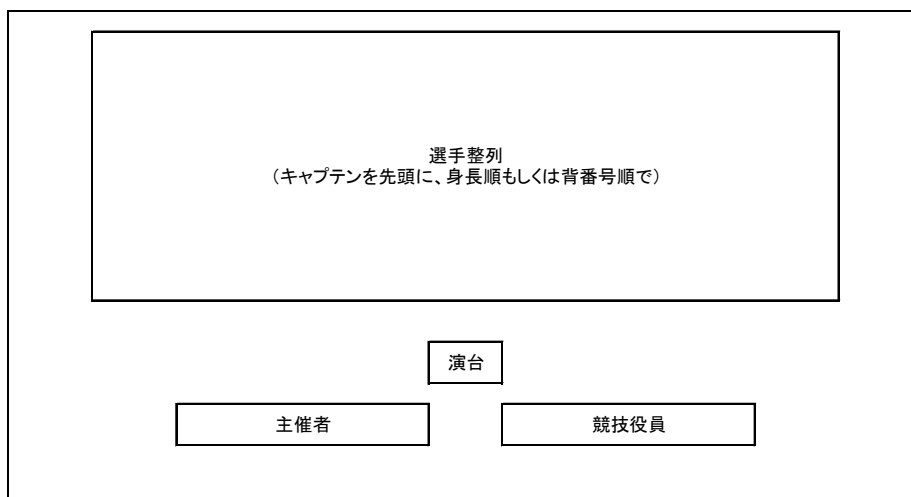 選手整列
（キャプテンを先頭に、身長順もしくは背番号順で）
演台
主催者
競技役員